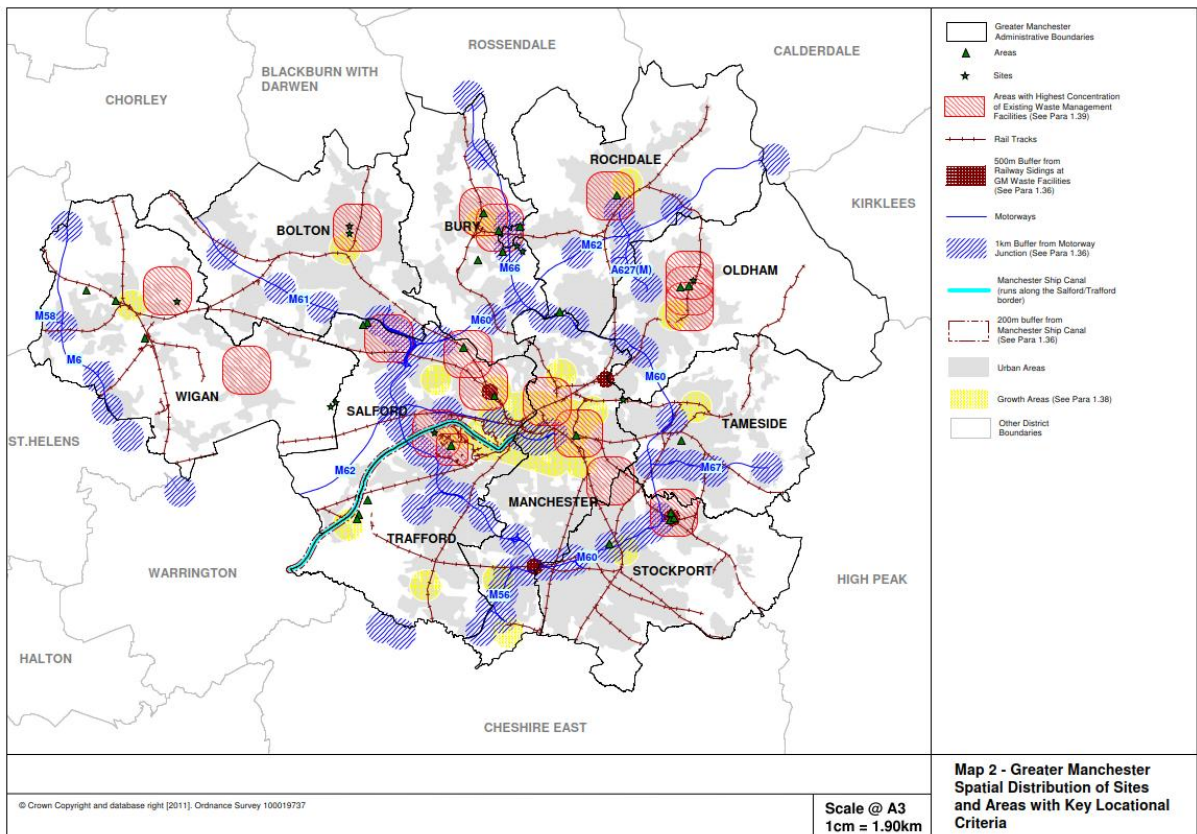 ROSSENDALE
CALDERDALE
BLACKBURN WITH
DARWEN
CHORLEY
ROCHDALE
KIRKLEES
BOLTON
BURY
M62
M66
A627(M)
OLDHAM
M61
M58
M60
M6
M60
WIGAN
SALFORD
TAMESIDE
ST.HELENS
M62
M67
MANCHESTER
TRAFFORD
M60
STOCKPORT
WARRINGTON
HIGH PEAK
M56
HALTON
CHESHIRE EAST
Greater Manchester
Administrative Boundaries
Areas
Sites
Areas with Highest Concentration
of Existing Waste Management
Facilities (See Para 1.39)
Rail Tracks
500m Buffer from
Railway Sidings at
GM Waste Facilities
(See Para 1.36)
Motorways
1km Buffer from Motorway
Junction (See Para 1.36)
Manchester Ship Canal
(runs along the Salford/Trafford
border)
200m buffer from
Manchester Ship Canal
(See Para 1.36)
Urban Areas
Growth Areas (See Para 1.38)
Other District
Boundaries
© Crown Copyright and database right [2011]. Ordnance Survey 100019737
Scale @ A3
1cm = 1.90km
Map 2 - Greater Manchester
Spatial Distribution of Sites
and Areas with Key Locational
Criteria